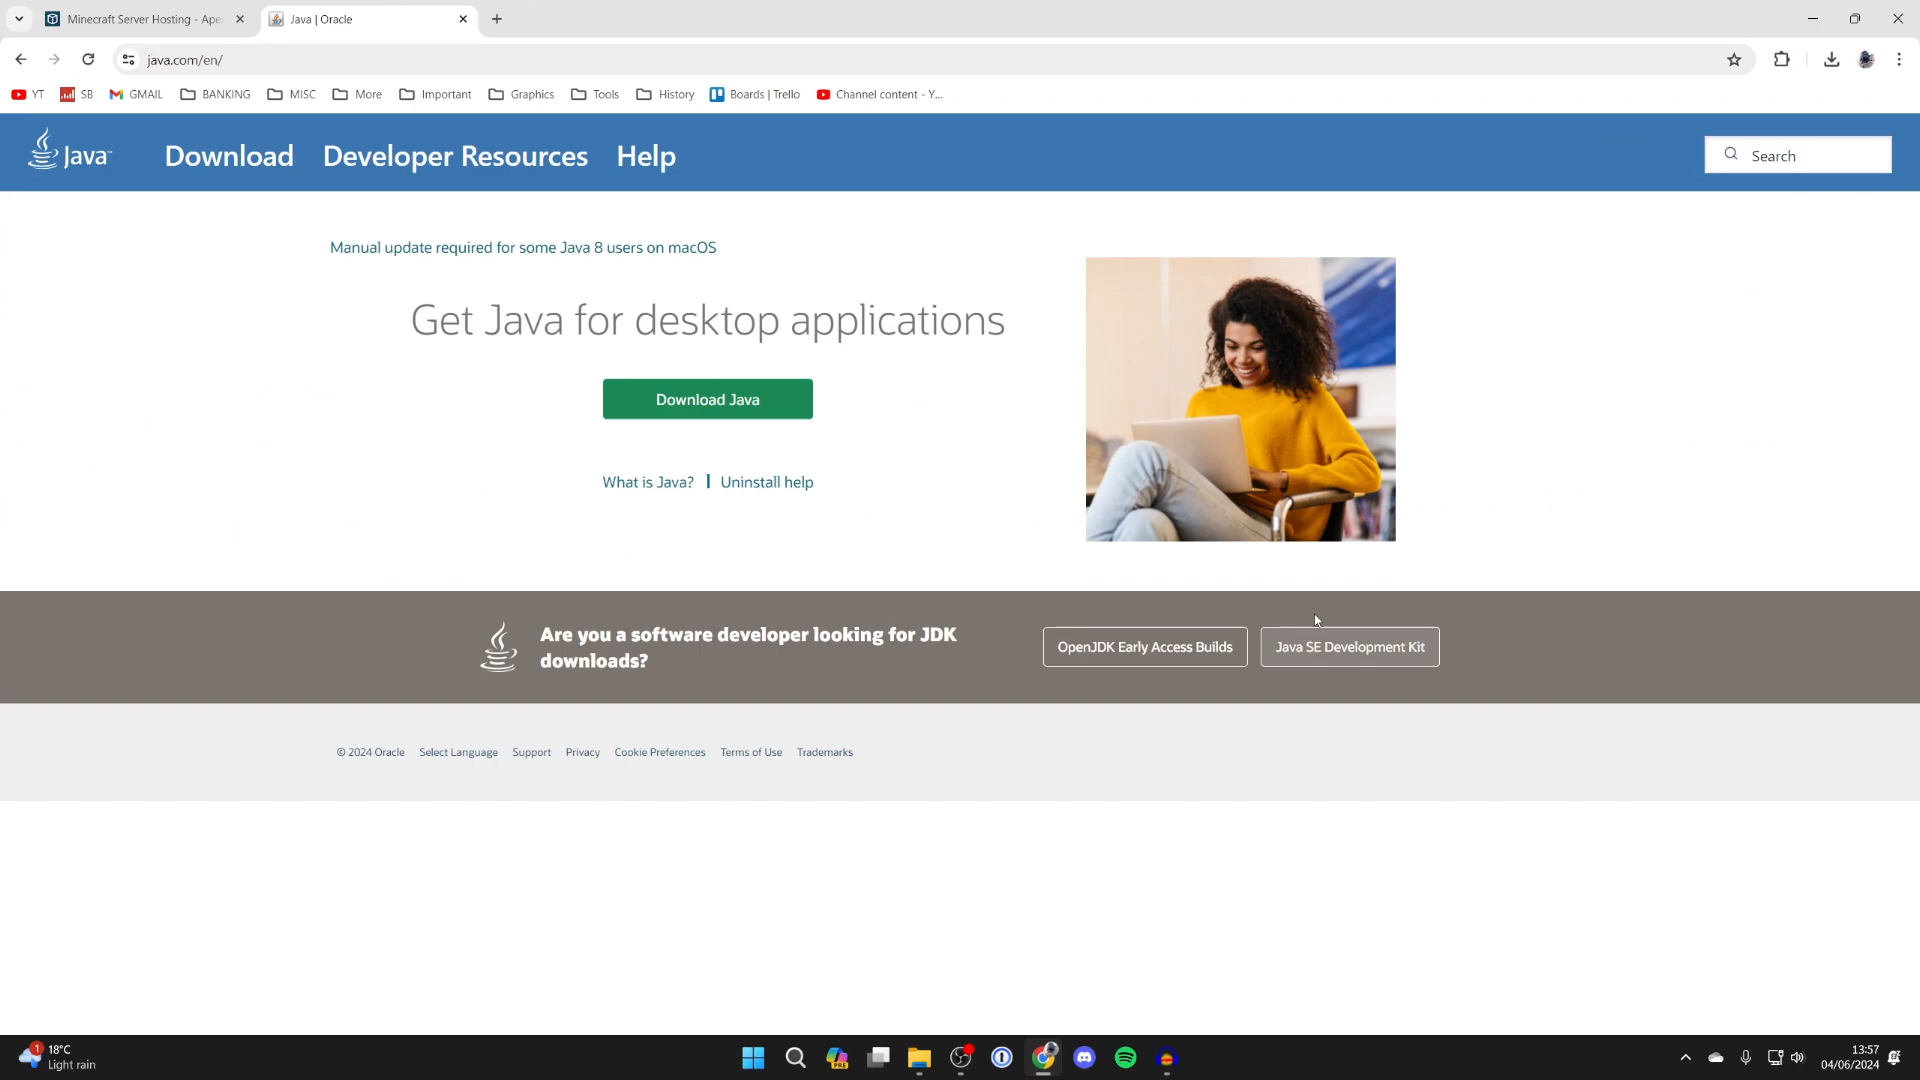 Minecraft Server Hosting - Ape
Java | Oracle
java.com/en/
YT
SB
GMAIL
BANKING
MISC
More
Important
Graphics
Tools
History
Boards | Trello
Channel content - Y...
Java
Download
Developer Resources
Help
Search
Manual update required for some Java 8 users on macOS
Get Java for desktop applications
Download Java
What is Java?
Uninstall help
Are you a software developer looking for JDK
downloads?
OpenJDK Early Access Builds
Java SE Development Kit
© 2024 Oracle
Select Language
Support
Privacy
Cookie Preferences
Terms of Use
Trademarks
1
18°C
Light rain
PRE
13:57
04/06/2024